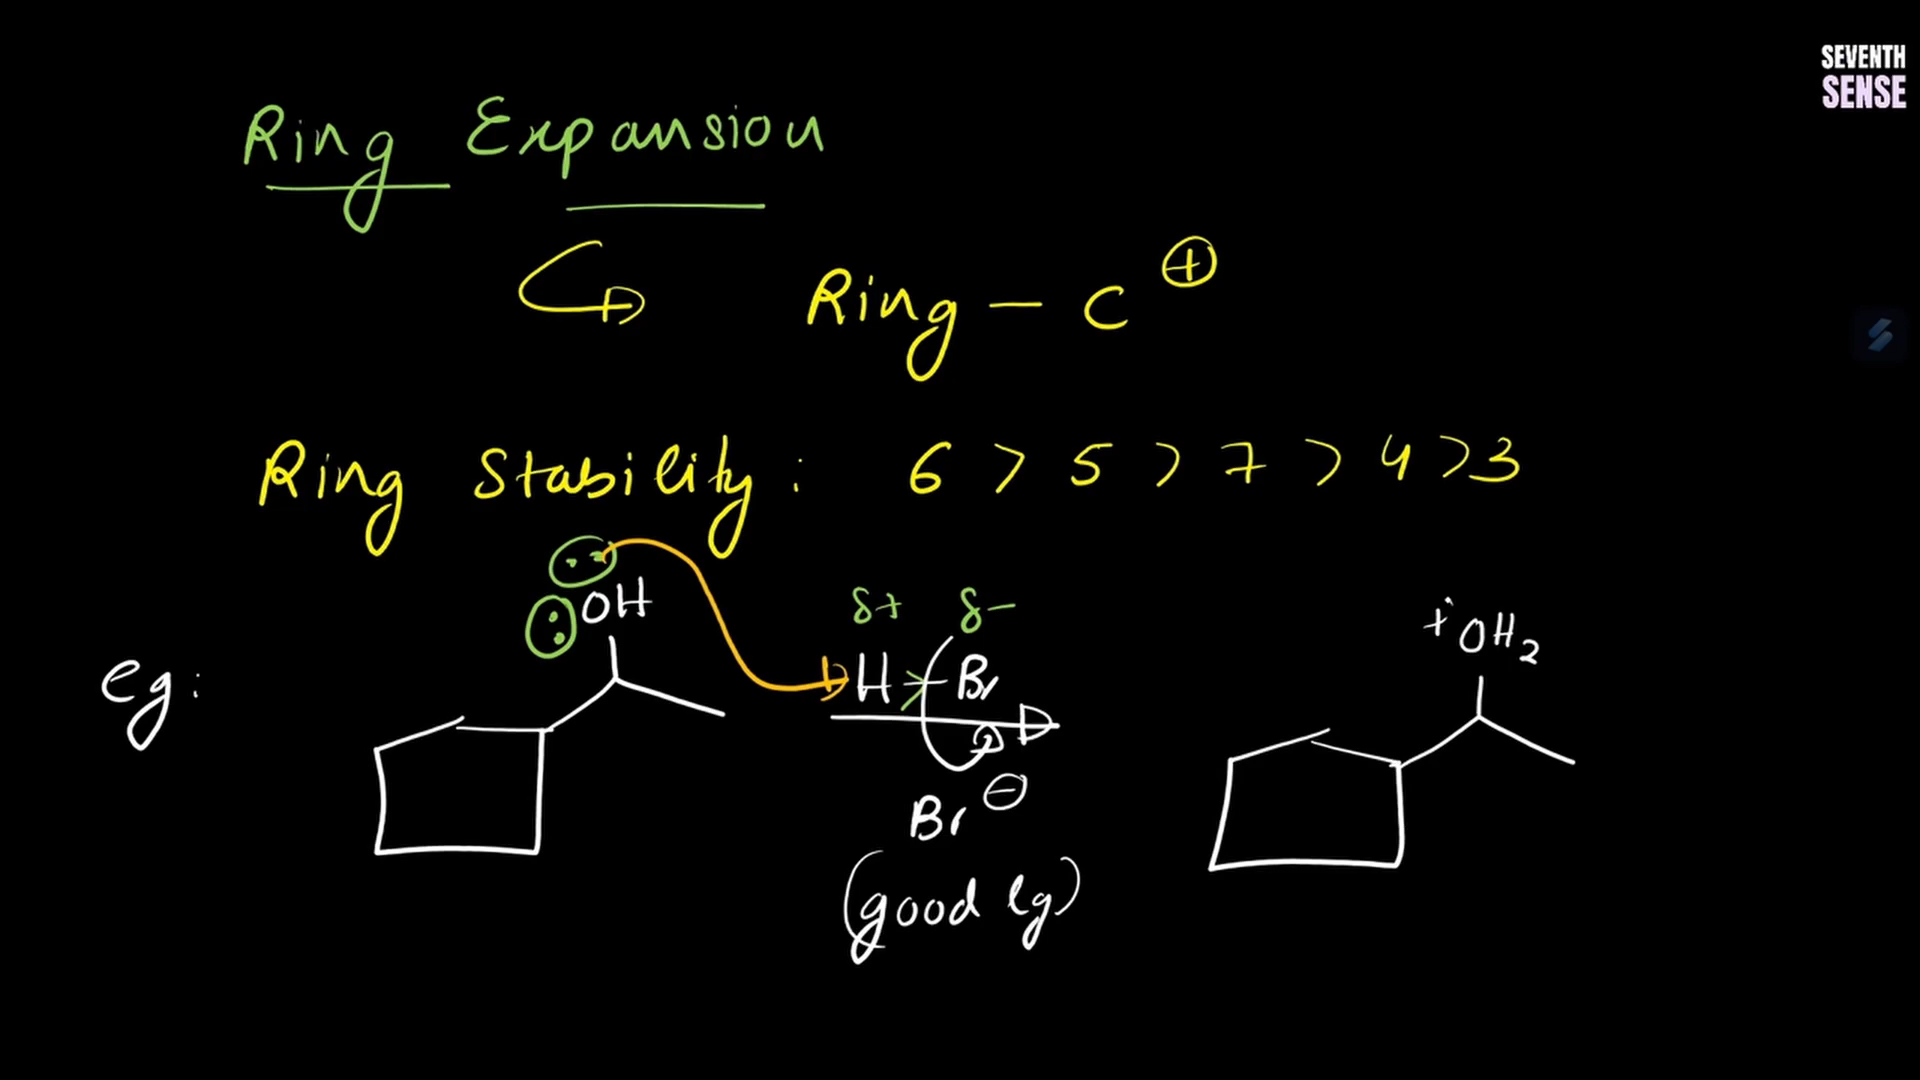 SEVENTH
SENSE
Ring Expansion
Ring - C ⊕
Ring Stability: 6 > 5 > 7 > 4 > 3
eg:
OH
δ+ δ-
H Br
Br ⊖
(good lg)
+OH2